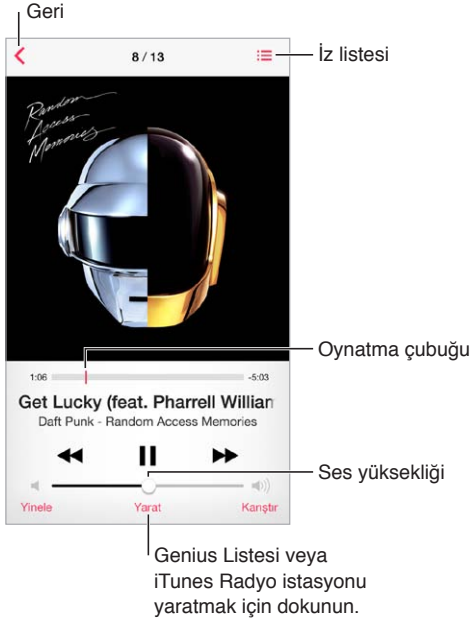 Geri
8 / 13
İz listesi
Random
Access
Memories
Oynatma çubuğu
1:06
-5:03
Get Lucky (feat. Pharrell Willian
Daft Punk - Random Access Memories
Ses yüksekliği
Yinele
Yarat
Karıştır
Genius Listesi veya
iTunes Radyo istasyonu
yaratmak için dokunun.